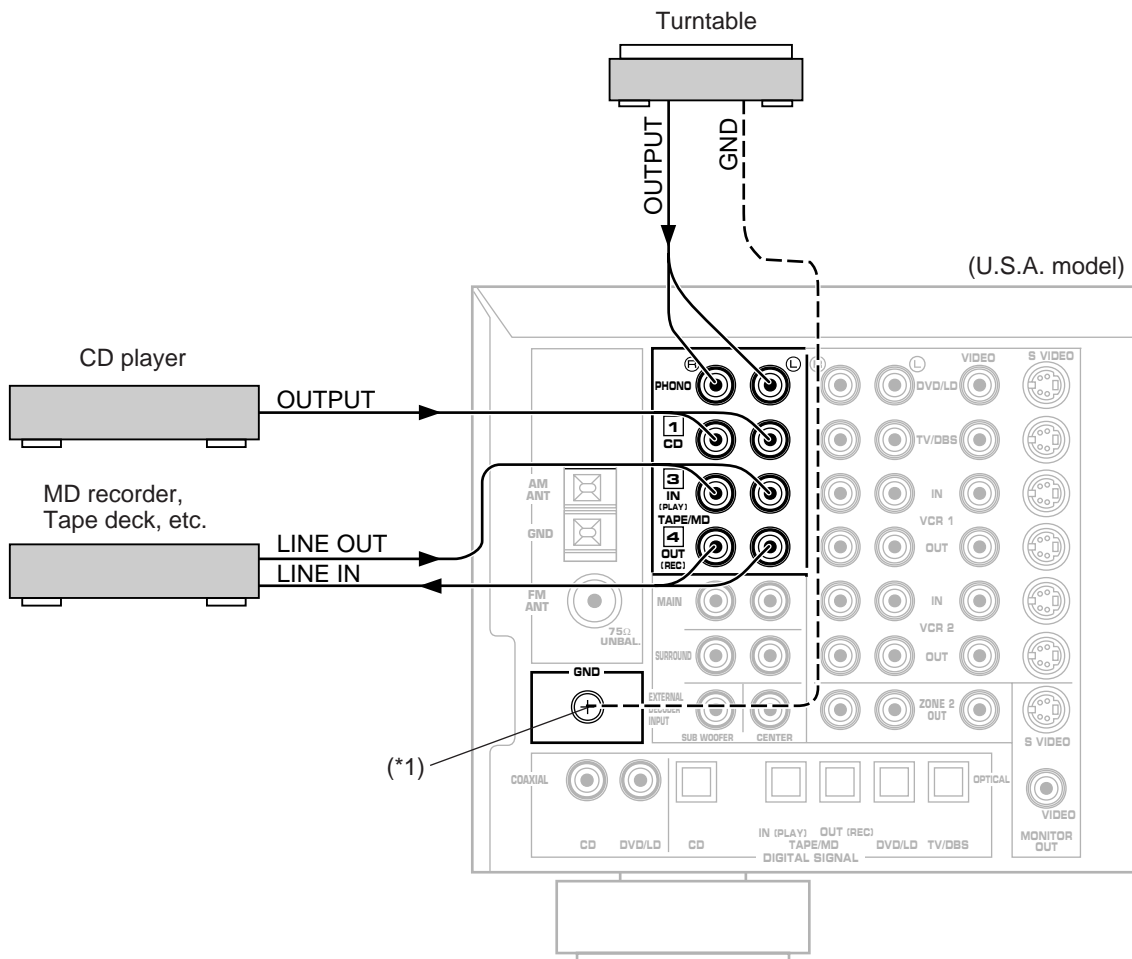 Turntable
OUTPUT
GND
(U.S.A. model)
CD player
OUTPUT
MD recorder,
Tape deck, etc.
LINE OUT
LINE IN
R
L
R
L
VIDEO
S VIDEO
PHONO
DVD/LD
1
CD
TV/DBS
AM
ANT
3
IN
(PLAY)
TAPE/MD
IN
VCR 1
GND
4
OUT
(REC)
OUT
FM
ANT
75Ω
UNBAL.
MAIN
IN
VCR 2
SURROUND
OUT
GND
EXTERNAL
DECODER
INPUT
SUB WOOFER
CENTER
ZONE 2
OUT
S VIDEO
(*1)
COAXIAL
OPTICAL
VIDEO
CD
DVD/LD
CD
IN (PLAY)
OUT (REC)
TAPE/MD
DVD/LD
TV/DBS
DIGITAL SIGNAL
MONITOR
OUT